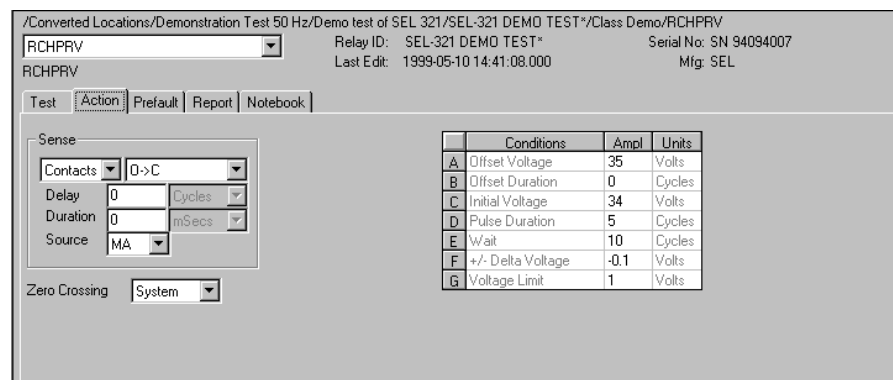 /Converted Locations/Demonstration Test 50 Hz/Demo test of SEL 321/SEL-321 DEMO TEST*/Class Demo/RCHPRV
RCHPRV Relay ID: SEL-321 DEMO TEST* Serial No: SN 94094007
RCHPRV Last Edit: 1999-05-10 14:41:08.000 Mfg: SEL
Test Action Prefault Report Notebook
Sense
Contacts O->C
Delay 0 Cycles
Duration 0 mSecs
Source MA
Zero Crossing System
Conditions Ampl Units
A Offset Voltage 35 Volts
B Offset Duration 0 Cycles
C Initial Voltage 34 Volts
D Pulse Duration 5 Cycles
E Wait 10 Cycles
F +/- Delta Voltage -0.1 Volts
G Voltage Limit 1 Volts